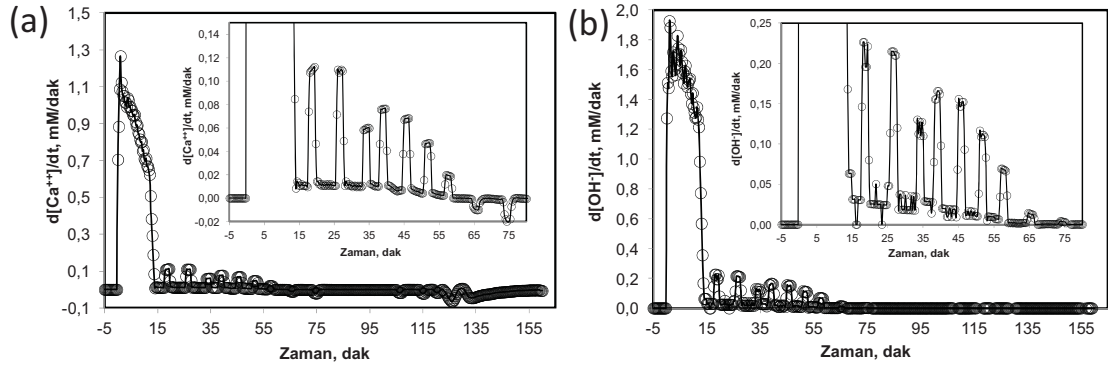 (a)
d[Ca⁺⁺]/dt, mM/dak
1,5
1,3
1,1
0,9
0,7
0,5
0,3
0,1
-0,1
-5 15 35 55 75 95 115 135 155
Zaman, dak
d[Ca⁺⁺]/dt, mM/dak
0,14
0,12
0,10
0,08
0,06
0,04
0,02
0,00
-0,02
-5 5 15 25 35 45 55 65 75
Zaman, dak
(b)
d[OH⁻]/dt, mM/dak
2,0
1,8
1,6
1,4
1,2
1,0
0,8
0,6
0,4
0,2
0,0
-5 15 35 55 75 95 115 135 155
Zaman, dak
d[OH⁻]/dt, mM/dak
0,25
0,20
0,15
0,10
0,05
0,00
-5 5 15 25 35 45 55 65 75
Zaman, dak